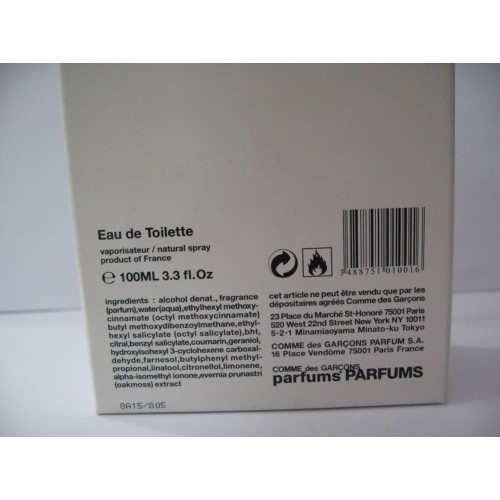 Eau de Toilette
vaporisateur / natural spray
product of France
℮ 100ML 3.3 fl.Oz
ingredients : alcohol denat., fragrance
(parfum),water(aqua),ethylhexyl methoxy-
cinnamate (octyl methoxycinnamate)
butyl methoxydibenzoylmethane, ethyl-
hexyl salicylate (octyl salicylate),bht,
citral,benzyl salicylate,coumarin,geraniol,
hydroxyisohexyl 3-cyclohexene carboxal-
dehyde, farnesol, butylphenyl methyl-
propional,linalool,citronellol,limonene,
alpha-isomethyl ionone,evernia prunastri
(oakmoss) extract
8A15/805
3488751010016
cet article ne peut être vendu que par les
dépositaires agréés Comme des Garçons
23 Place du Marché St-Honoré 75001 Paris
520 West 22nd Street New York NY 10011
5-2-1 Minamiaoyama Minato-ku Tokyo
COMME des GARÇONS PARFUM S.A.
16 Place Vendôme 75001 Paris France
COMME des GARÇONS
parfums PARFUMS